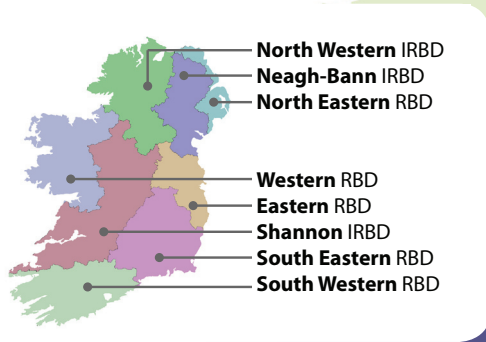 North Western IRBD
Neagh-Bann IRBD
North Eastern RBD
Western RBD
Eastern RBD
Shannon IRBD
South Eastern RBD
South Western RBD